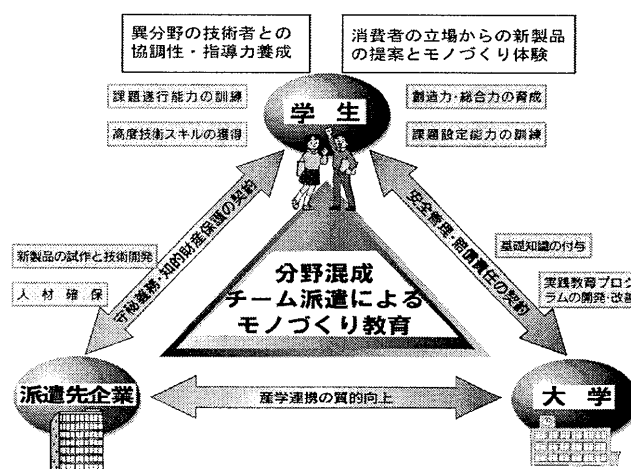 異分野の技術者との
協調性・指導力養成
消費者の立場からの新製品
の提案とモノづくり体験
課題遂行能力の訓練
高度技術スキルの獲得
学生
創造力・総合力の育成
課題設定能力の訓練
守秘義務・知的財産保護の契約
安全管理・賠償責任の契約
新製品の試作と技術開発
人材確保
基礎知識の付与
実践教育プログ
ラムの開発・改善
分野混成
チーム派遣による
モノづくり教育
派遣先企業
産学連携の質的向上
大学